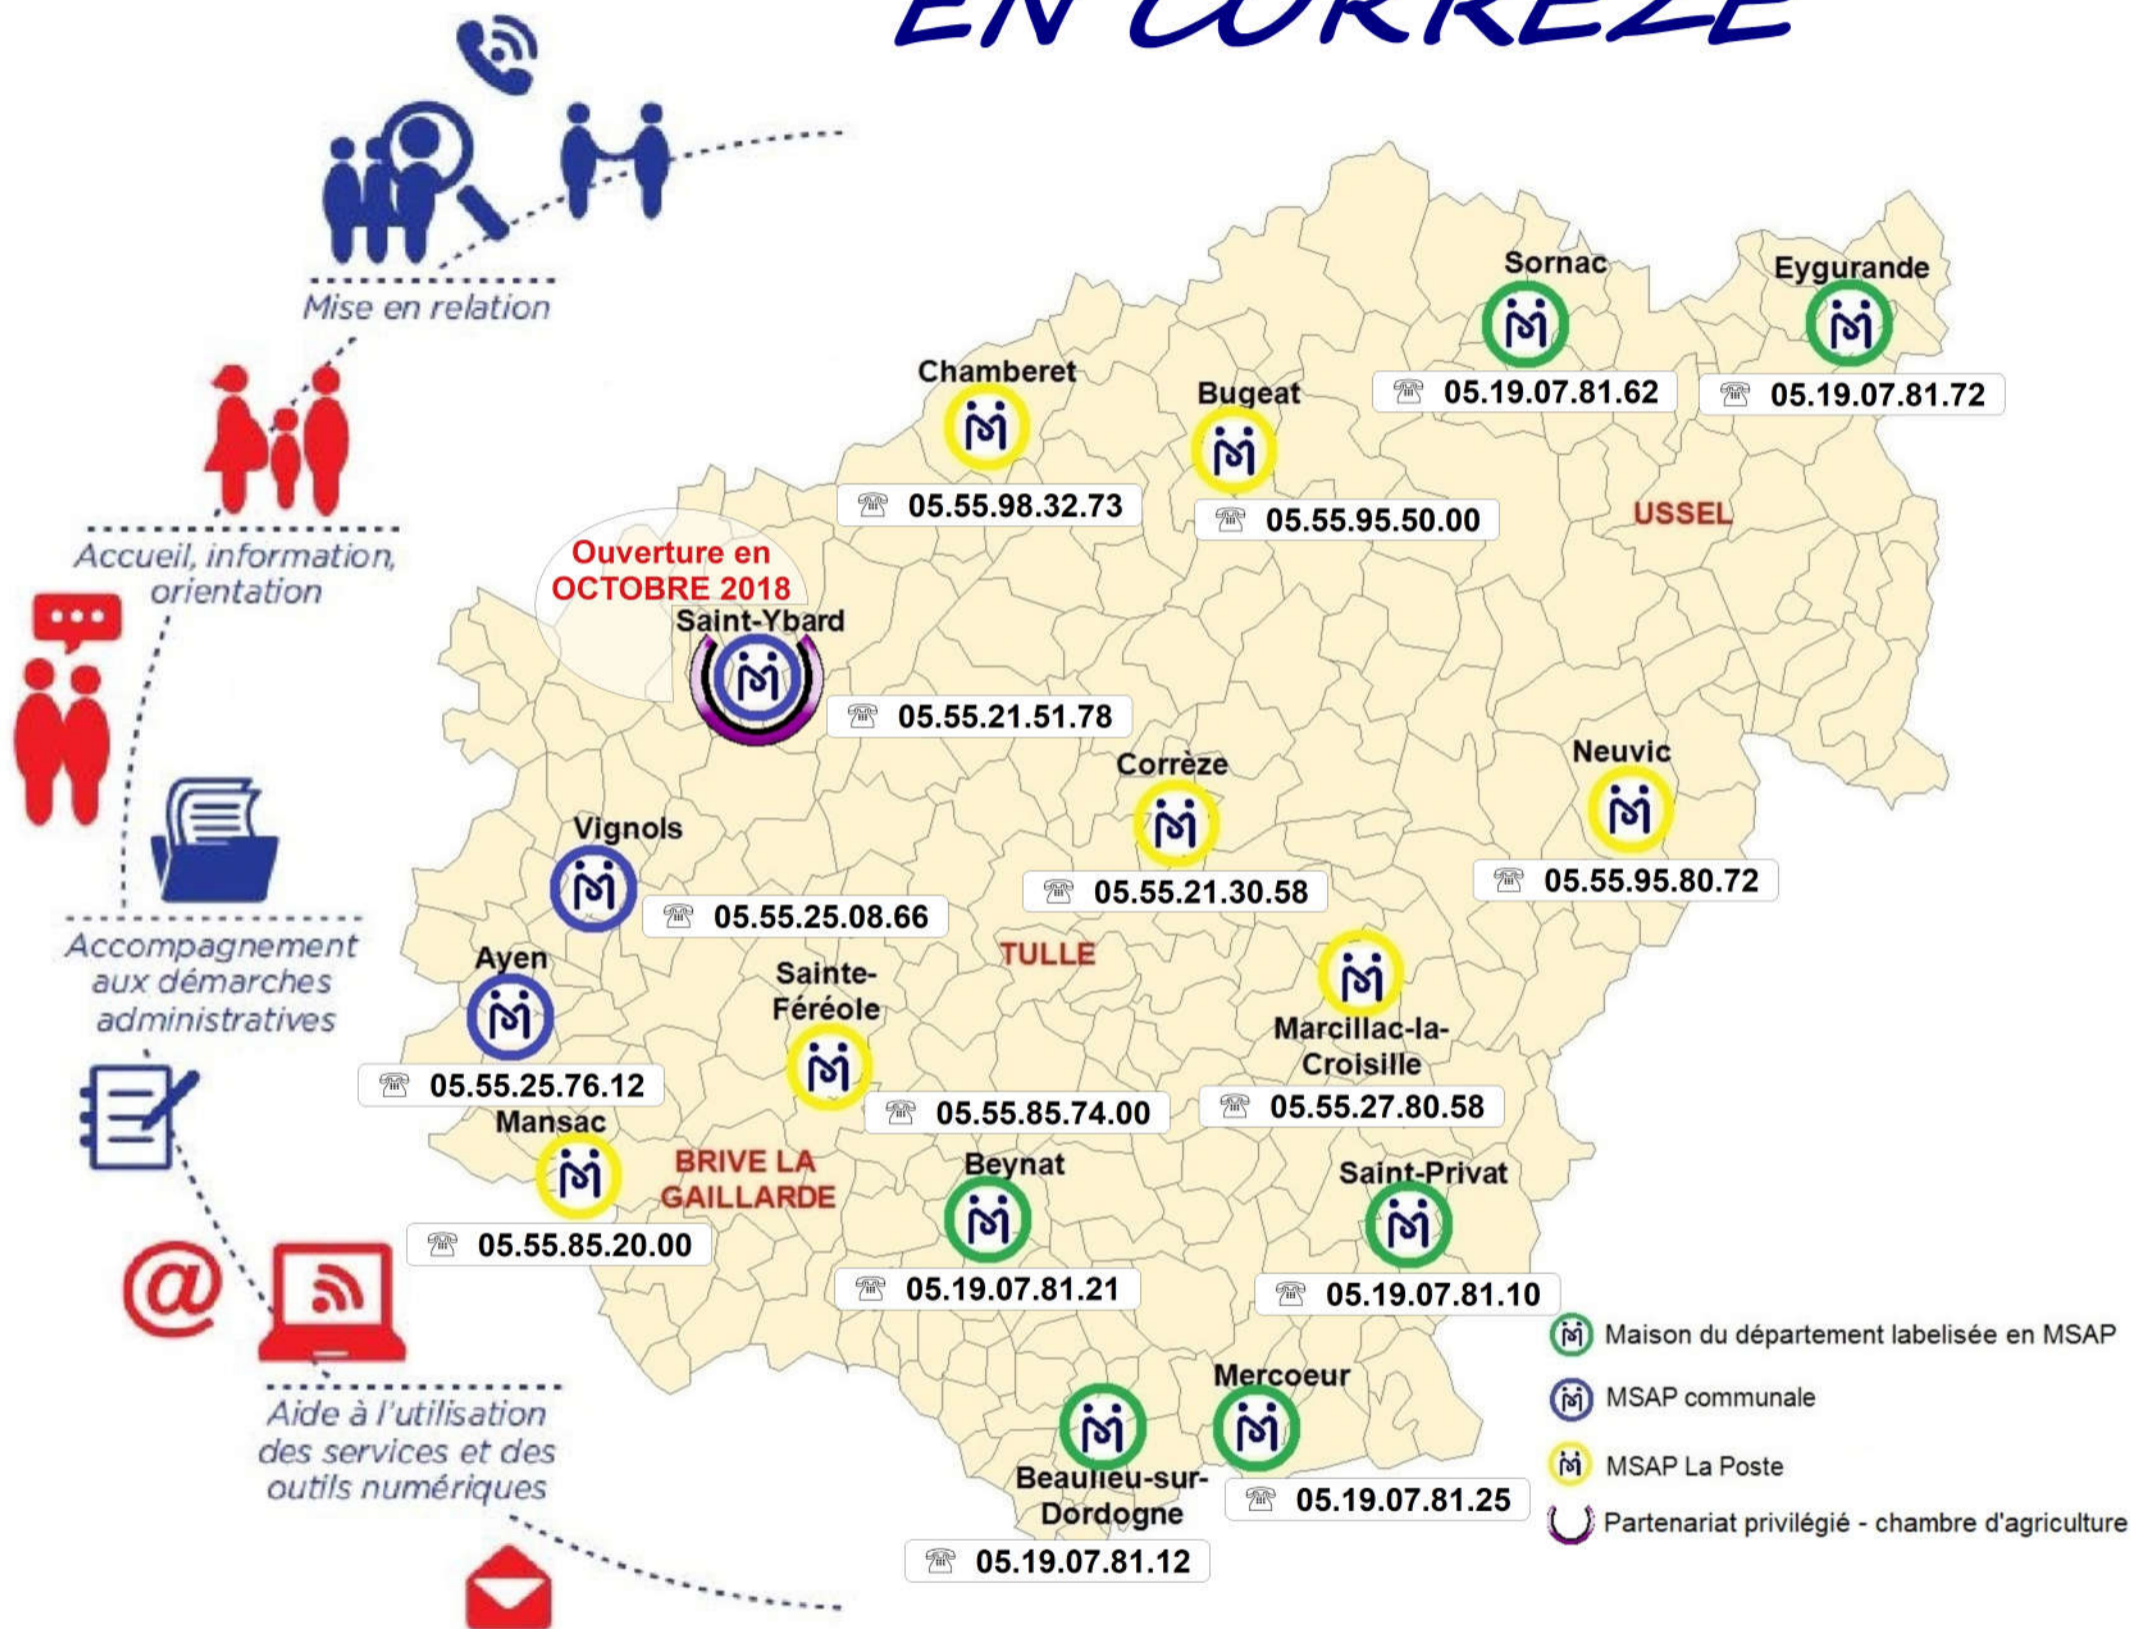 EN CORRÈZE
Mise en relation
Accueil, information,
orientation
Accompagnement
aux démarches
administratives
@
Aide à l'utilisation
des services et des
outils numériques
Sornac
05.19.07.81.62
Eygurande
05.19.07.81.72
Chamberet
05.55.98.32.73
Bugeat
05.55.95.50.00
USSEL
Ouverture en
OCTOBRE 2018
Saint-Ybard
05.55.21.51.78
Corrèze
05.55.21.30.58
Neuvic
05.55.95.80.72
Vignols
05.55.25.08.66
TULLE
Ayen
05.55.25.76.12
Sainte-
Féréole
05.55.85.74.00
Marcillac-la-
Croisille
05.55.27.80.58
Mansac
05.55.85.20.00
BRIVE LA
GAILLARDE
Beynat
05.19.07.81.21
Saint-Privat
05.19.07.81.10
Mercoeur
05.19.07.81.25
Beaulieu-sur-
Dordogne
05.19.07.81.12
Maison du département labelisée en MSAP
MSAP communale
MSAP La Poste
Partenariat privilégié - chambre d'agriculture